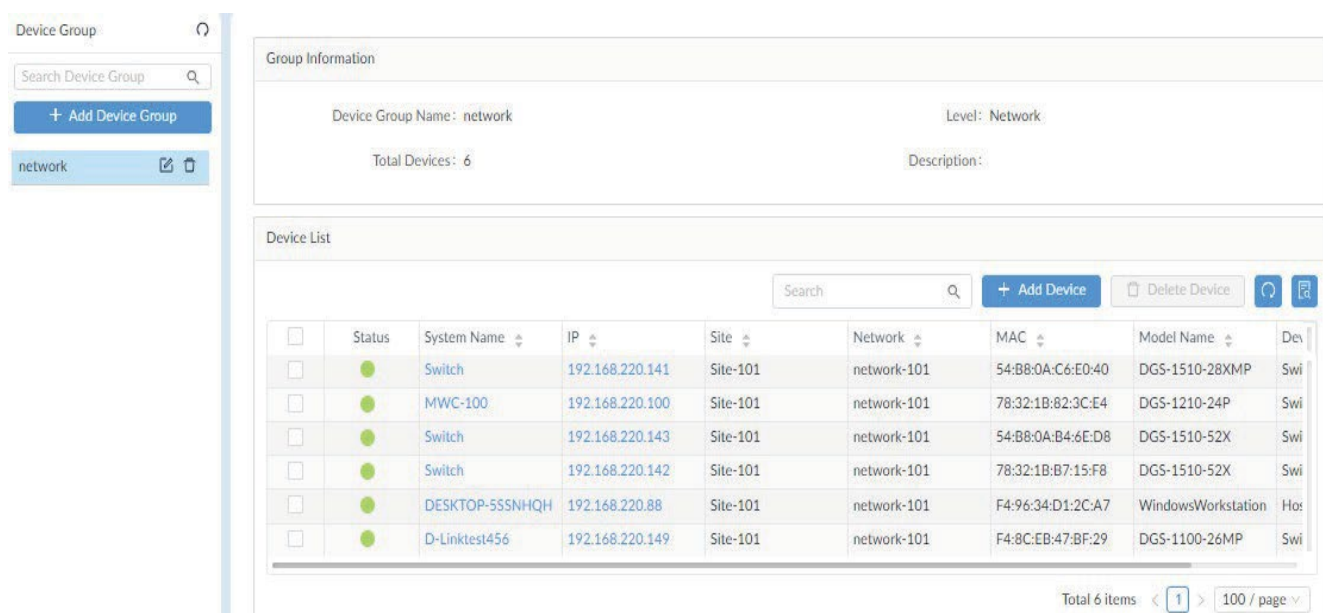 Device Group
Search Device Group
+ Add Device Group
network
Group Information
Device Group Name: network
Level: Network
Total Devices: 6
Description:
Device List
Search
+ Add Device
Delete Device
Status System Name IP Site Network MAC Model Name Dev
Switch 192.168.220.141 Site-101 network-101 54:B8:0A:C6:E0:40 DGS-1510-28XMP Swi
MWC-100 192.168.220.100 Site-101 network-101 78:32:1B:82:3C:E4 DGS-1210-24P Swi
Switch 192.168.220.143 Site-101 network-101 54:B8:0A:B4:6E:D8 DGS-1510-52X Swi
Switch 192.168.220.142 Site-101 network-101 78:32:1B:B7:15:F8 DGS-1510-52X Swi
DESKTOP-5SSNHQH 192.168.220.88 Site-101 network-101 F4:96:34:D1:2C:A7 WindowsWorkstation Hos
D-Linktest456 192.168.220.149 Site-101 network-101 F4:8C:EB:47:BF:29 DGS-1100-26MP Swi
Total 6 items < 1 > 100 / page